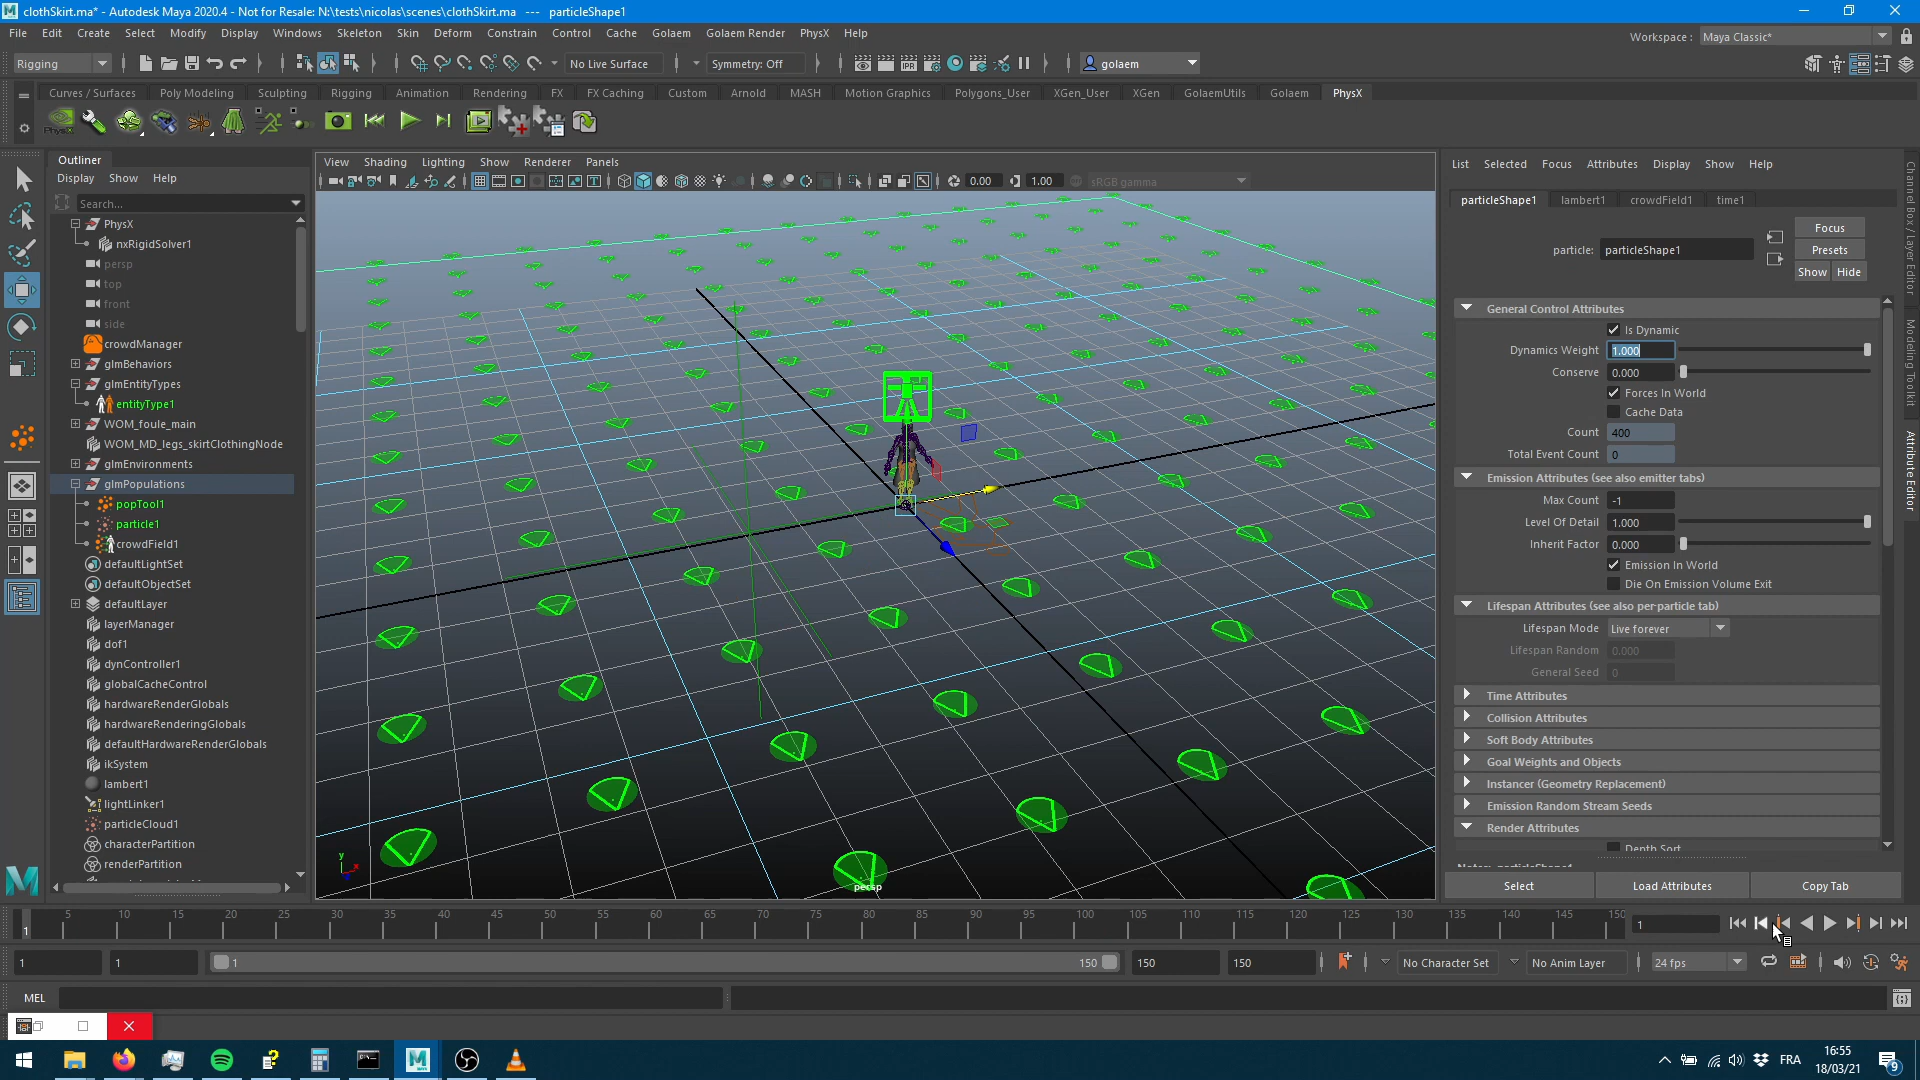 clothSkirt.ma* - Autodesk Maya 2020.4 - Not for Resale: N:\tests\nicolas\scenes\clothSkirt.ma --- particleShape1
File Edit Create Select Modify Display Windows Skeleton Skin Deform Constrain Control Cache Golaem Golaem Render PhysX Help
Workspace : Maya Classic*
Rigging No Live Surface Symmetry: Off golaem
Curves / Surfaces Poly Modeling Sculpting Rigging Animation Rendering FX FX Caching Custom Arnold MASH Motion Graphics Polygons_User XGen_User XGen GolaemUtils Golaem PhysX
Outliner
Display Show Help
Search...
PhysX
nxRigidSolver1
persp
top
front
side
crowdManager
glmBehaviors
glmEntityTypes
entityType1
WOM_foule_main
WOM_MD_legs_skirtClothingNode
glmEnvironments
glmPopulations
popTool1
particle1
crowdField1
defaultLightSet
defaultObjectSet
defaultLayer
layerManager
dof1
dynController1
globalCacheControl
hardwareRenderGlobals
hardwareRenderingGlobals
defaultHardwareRenderGlobals
ikSystem
lambert1
lightLinker1
particleCloud1
characterPartition
renderPartition
View Shading Lighting Show Renderer Panels
0.00 1.00 sRGB gamma
y
x
persp
List Selected Focus Attributes Display Show Help
particleShape1 lambert1 crowdField1 time1
particle: particleShape1
Focus
Presets
Show Hide
General Control Attributes
Is Dynamic
Dynamics Weight 1.000
Conserve 0.000
Forces In World
Cache Data
Count 400
Total Event Count 0
Emission Attributes (see also emitter tabs)
Max Count -1
Level Of Detail 1.000
Inherit Factor 0.000
Emission In World
Die On Emission Volume Exit
Lifespan Attributes (see also per-particle tab)
Lifespan Mode Live forever
Lifespan Random 0.000
General Seed 0
Time Attributes
Collision Attributes
Soft Body Attributes
Goal Weights and Objects
Instancer (Geometry Replacement)
Emission Random Stream Seeds
Render Attributes
Depth Sort
Notes: particleShape1
Select Load Attributes Copy Tab
Channel Box / Layer Editor
Modeling Toolkit
Attribute Editor
1 5 10 15 20 25 30 35 40 45 50 55 60 65 70 75 80 85 90 95 100 105 110 115 120 125 130 135 140 145 150 1
1 1 1 150 150 150 No Character Set No Anim Layer 24 fps
MEL
FRA
16:55
18/03/21
9